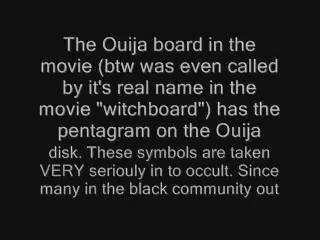 The Ouija board in the
movie (btw was even called
by it's real name in the
movie "witchboard") has the
pentagram on the Ouija
disk. These symbols are taken
VERY seriouly in to occult. Since
many in the black community out